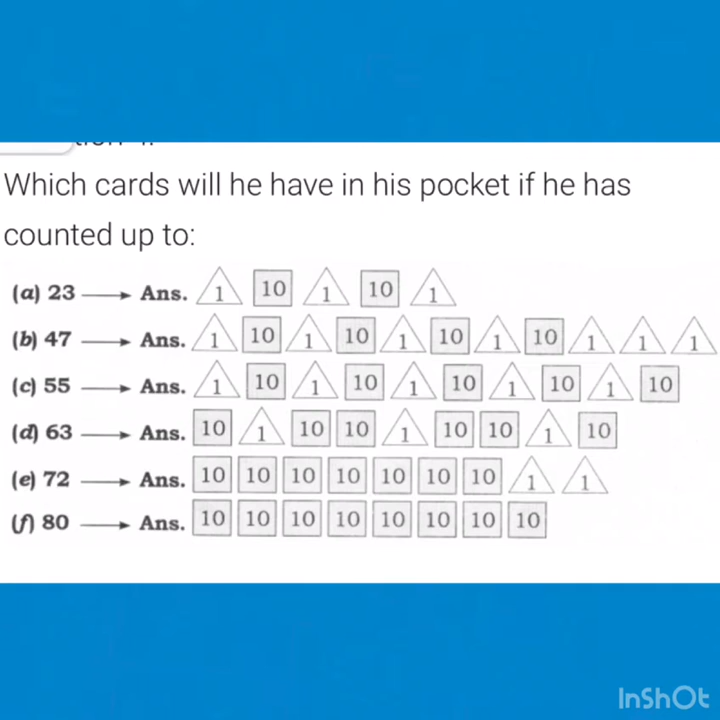 Which cards will he have in his pocket if he has
counted up to:
(a) 23 → Ans. 1 10 1 10 1
(b) 47 → Ans. 1 10 1 10 1 10 1 10 1 1 1
(c) 55 → Ans. 1 10 1 10 1 10 1 10 1 10
(d) 63 → Ans. 10 1 10 10 1 10 10 1 10
(e) 72 → Ans. 10 10 10 10 10 10 10 1 1
(f) 80 → Ans. 10 10 10 10 10 10 10 10
InShOt